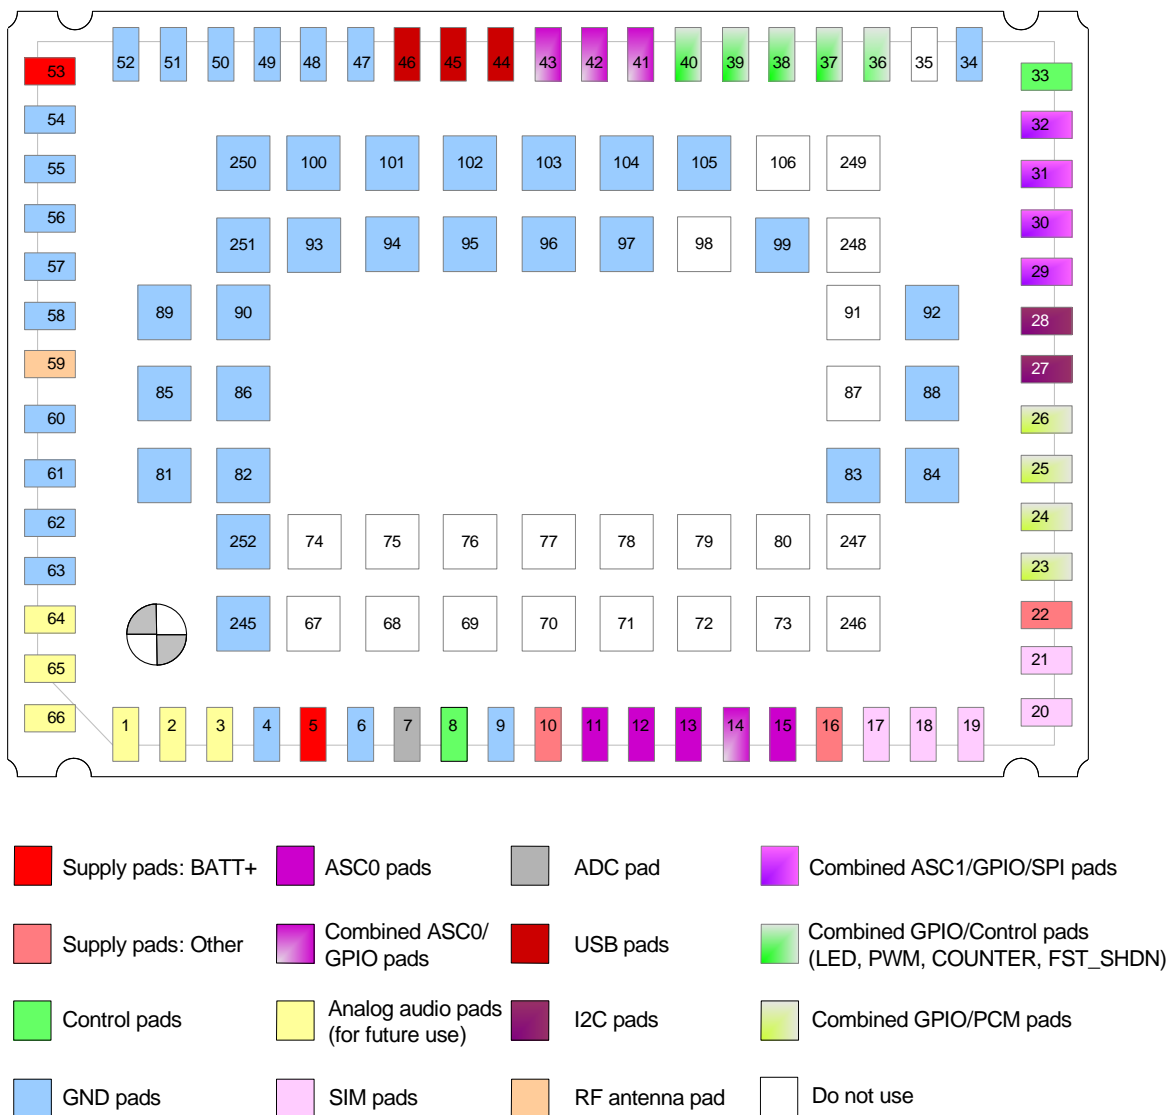 52 51 50 49 48 47 46 45 44 43 42 41 40 39 38 37 36 35 34
53 33
54 32
55 250 100 101 102 103 104 105 106 249 31
56 251 93 94 95 96 97 98 99 248 30
57 29
58 89 90 91 92 28
59 27
60 85 86 87 88 26
61 81 82 83 84 25
62 252 74 75 76 77 78 79 80 247 24
63 23
64 245 67 68 69 70 71 72 73 246 22
65 21
66 20
1 2 3 4 5 6 7 8 9 10 11 12 13 14 15 16 17 18 19
Supply pads: BATT+
ASC0 pads
ADC pad
Combined ASC1/GPIO/SPI pads
Supply pads: Other
Combined ASC0/
GPIO pads
USB pads
Combined GPIO/Control pads
(LED, PWM, COUNTER, FST_SHDN)
Control pads
Analog audio pads
(for future use)
I2C pads
Combined GPIO/PCM pads
GND pads
SIM pads
RF antenna pad
Do not use